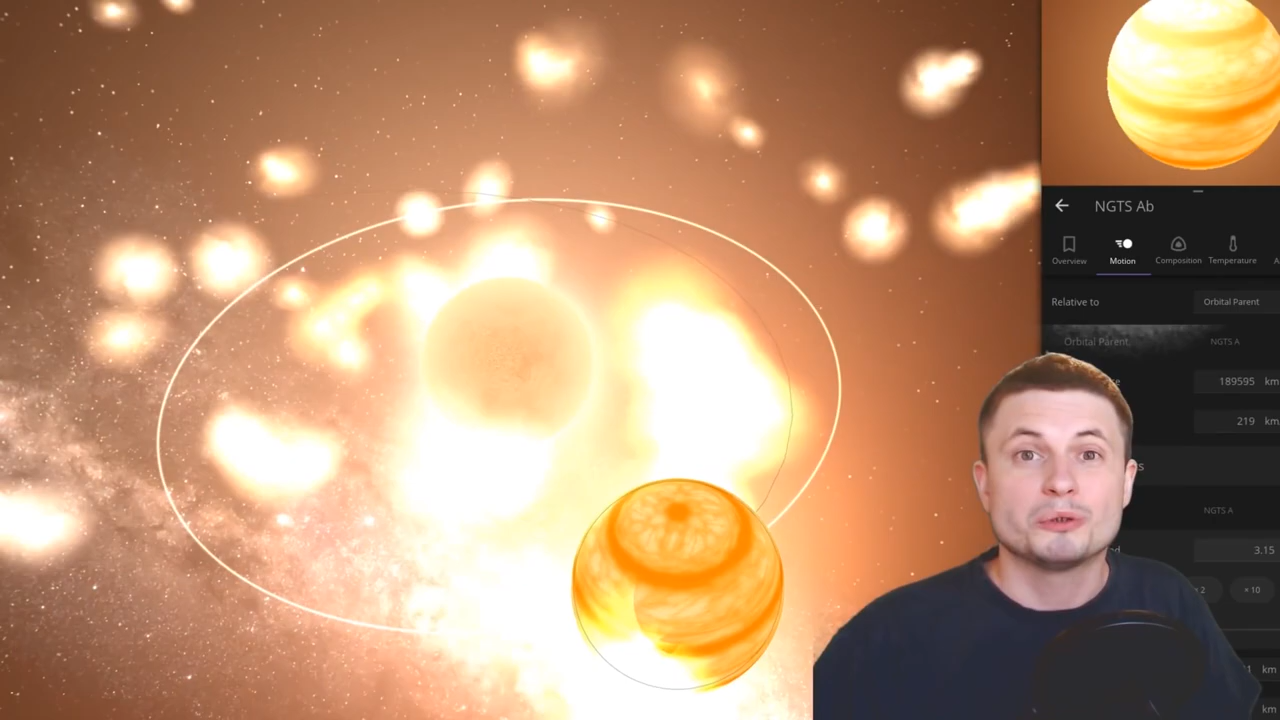 NGTS Ab
Overview Motion Composition Temperature
Relative to Orbital Parent
Orbital Parent NGTS A
189595 km
219 km
NGTS A
3.15
× 10
km
km